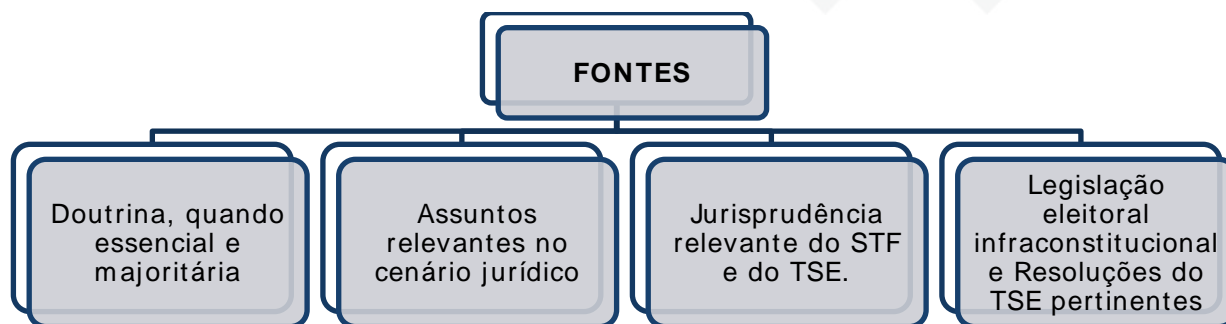 FONTES
Doutrina, quando
essencial e
majoritária
Assuntos
relevantes no
cenário jurídico
Jurisprudência
relevante do STF
e do TSE.
Legislação
eleitoral
infraconstitucional
e Resoluções do
TSE pertinentes